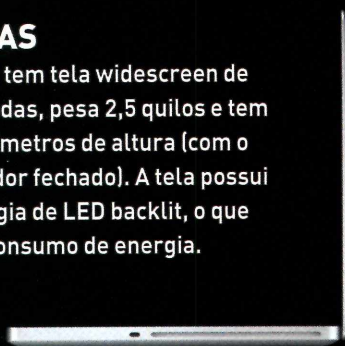 AS
tem tela widescreen de
das, pesa 2,5 quilos e tem
metros de altura (com o
dor fechado). A tela possui
gia de LED backlit, o que
onsumo de energia.